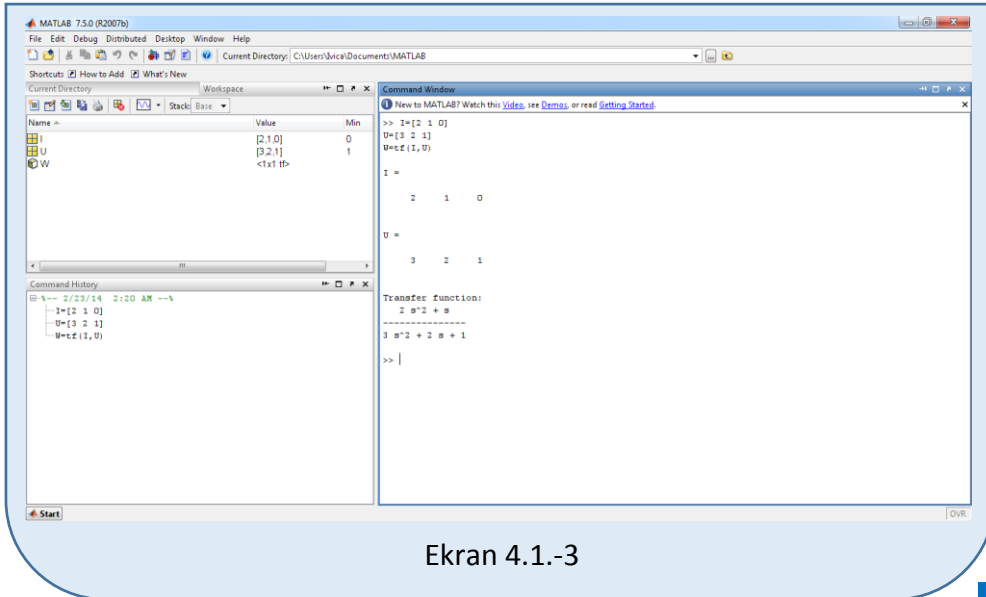 MATLAB 7.5.0 (R2007b)
File Edit Debug Distributed Desktop Window Help
Current Directory: C:\Users\Ivica\Documents\MATLAB
Shortcuts How to Add What's New
Current Directory Workspace
Stack: Base
Name Value Min
I [2,1,0] 0
U [3,2,1] 1
W <1x1 tf>
Command History
%-- 2/23/14 2:20 AM --%
I=[2 1 0]
U=[3 2 1]
W=tf(I,U)
Start
Command Window
New to MATLAB? Watch this Video, see Demos, or read Getting Started.
>> I=[2 1 0]
U=[3 2 1]
W=tf(I,U)
I =
2 1 0
U =
3 2 1
Transfer function:
2 s^2 + s
---------------
3 s^2 + 2 s + 1
>>
OVR
Ekran 4.1.-3